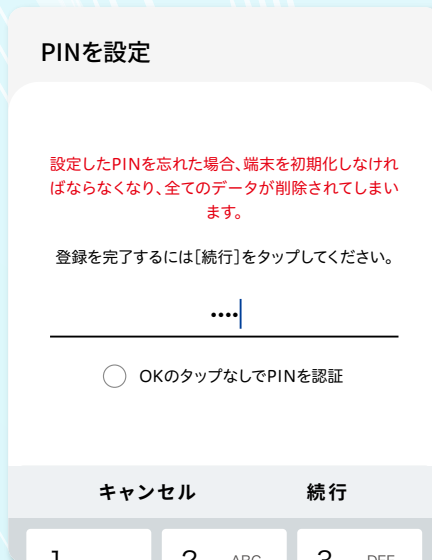 PINを設定
設定したPINを忘れた場合、端末を初期化しなけれ
ばならなくなり、全てのデータが削除されてしまい
ます。
登録を完了するには[続行]をタップしてください。
••••
OKのタップなしでPINを認証
キャンセル 続行
1 2 ABC 3 DEF